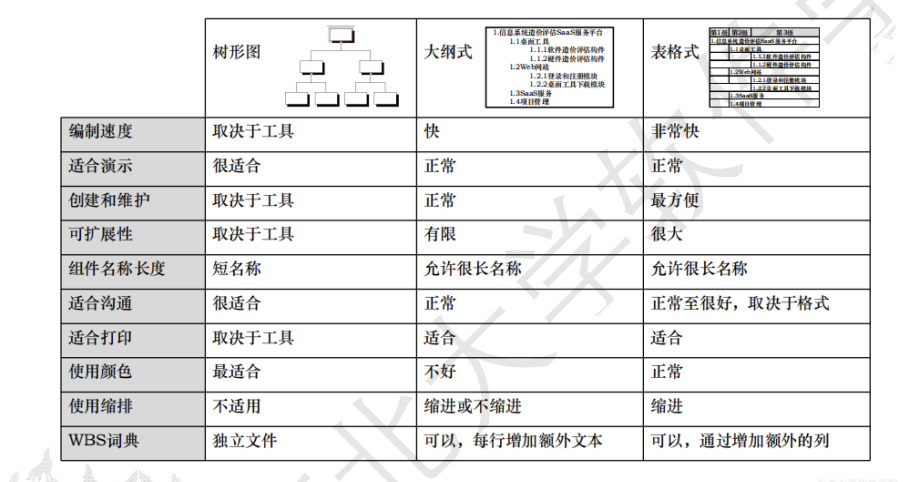 树形图 大纲式 表格式
1.信息系统造价评估SaaS服务平台
1.1桌面工具
1.1.1软件造价评估构件
1.1.2硬件造价评估构件
1.2Web网站
1.2.1登录和注册模块
1.2.2桌面工具下载模块
1.3SaaS服务
1.4项目管理
第1级 第2级 第3级
1.信息系统造价评估SaaS服务平台
1.1桌面工具
1.1.1软件造价评估构件
1.1.2硬件造价评估构件
1.2Web网站
1.2.1登录和注册模块
1.2.2桌面工具下载模块
1.3SaaS服务
1.4项目管理
编制速度 取决于工具 快 非常快
适合演示 很适合 正常 正常
创建和维护 取决于工具 正常 最方便
可扩展性 取决于工具 有限 很大
组件名称长度 短名称 允许很长名称 允许很长名称
适合沟通 很适合 正常 正常至很好，取决于格式
适合打印 取决于工具 适合 适合
使用颜色 最适合 不好 正常
使用缩排 不适用 缩进或不缩进 缩进
WBS词典 独立文件 可以，每行增加额外文本 可以，通过增加额外的列
北大学软件学